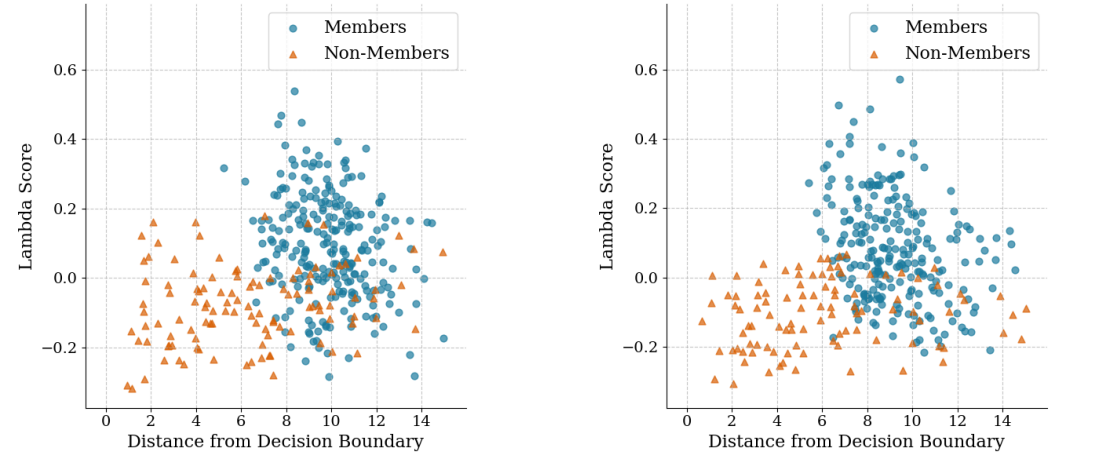 Members
Non-Members
0.6
0.4
0.2
0.0
−0.2
Lambda Score
0 2 4 6 8 10 12 14
Distance from Decision Boundary
Members
Non-Members
0.6
0.4
0.2
0.0
−0.2
Lambda Score
0 2 4 6 8 10 12 14
Distance from Decision Boundary